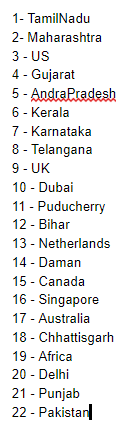 1- TamilNadu
2- Maharashtra
3 - US
4 - Gujarat
5 - AndraPradesh
6 - Kerala
7 - Karnataka
8 - Telangana
9 - UK
10 - Dubai
11 - Puducherry
12 - Bihar
13 - Netherlands
14 - Daman
15 - Canada
16 - Singapore
17 - Australia
18 - Chhattisgarh
19 - Africa
20 - Delhi
21 - Punjab
22 - Pakistan